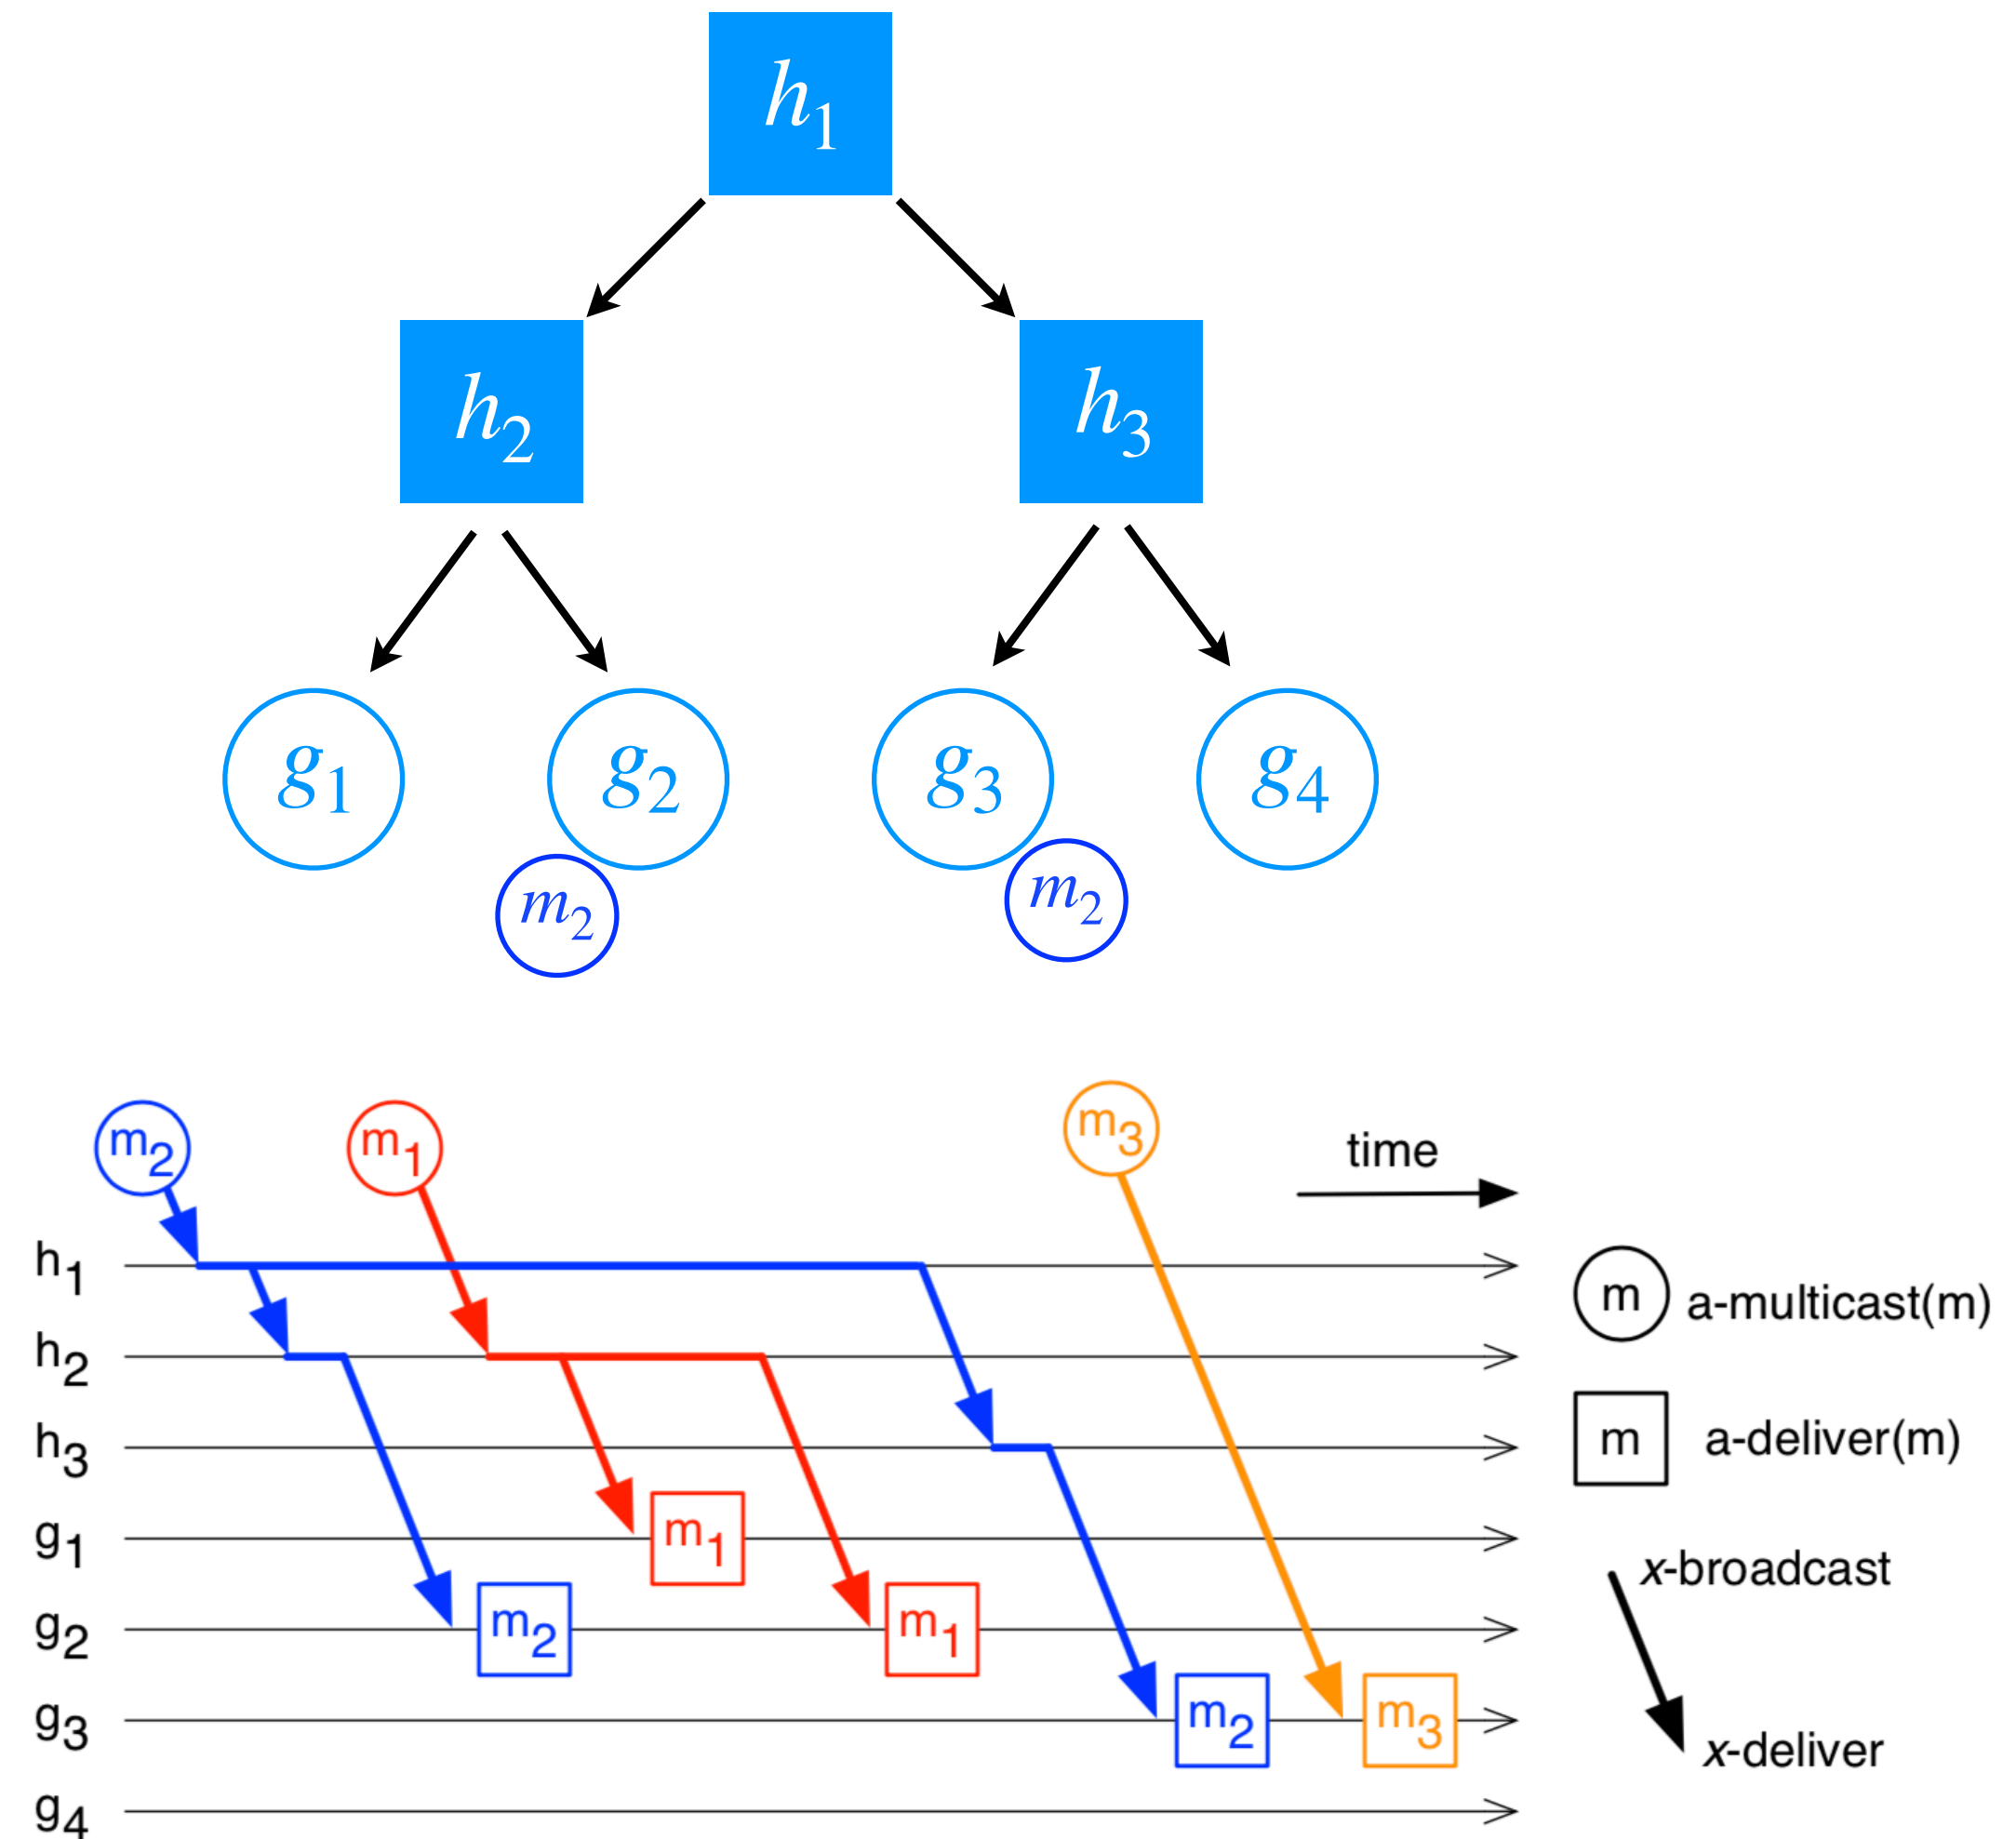 h1
h2 h3
g1 g2 g3 g4
m2 m2
m2 m1 m3
time
h1
m a-multicast(m)
h2
m a-deliver(m)
h3
g1 m1
x-broadcast
g2 m2 m1
g3 m2 m3
x-deliver
g4